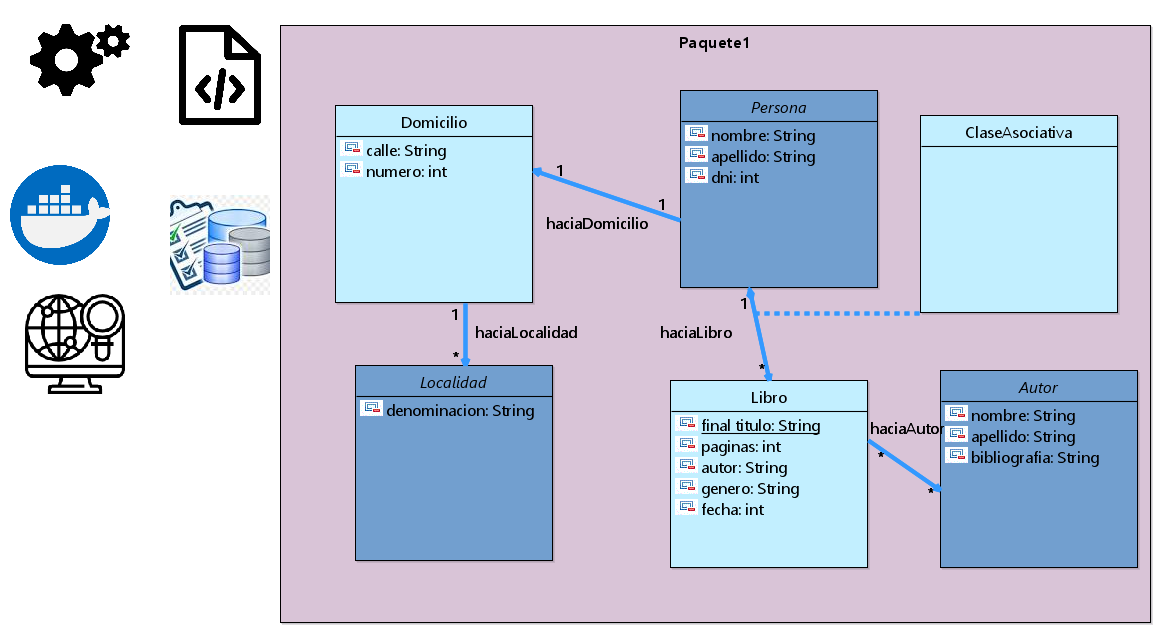 Paquete1
Domicilio
calle: String
numero: int
Persona
nombre: String
apellido: String
dni: int
ClaseAsociativa
1
1
haciaDomicilio
1
haciaLocalidad
*
1
haciaLibro
*
Localidad
denominacion: String
Libro
final titulo: String
paginas: int
autor: String
genero: String
fecha: int
haciaAutor
*
*
Autor
nombre: String
apellido: String
bibliografia: String